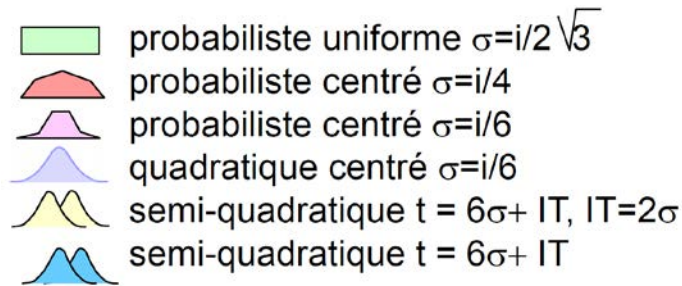 probabiliste uniforme σ=i/2√3
probabiliste centré σ=i/4
probabiliste centré σ=i/6
quadratique centré σ=i/6
semi-quadratique t = 6σ+ IT, IT=2σ
semi-quadratique t = 6σ+ IT